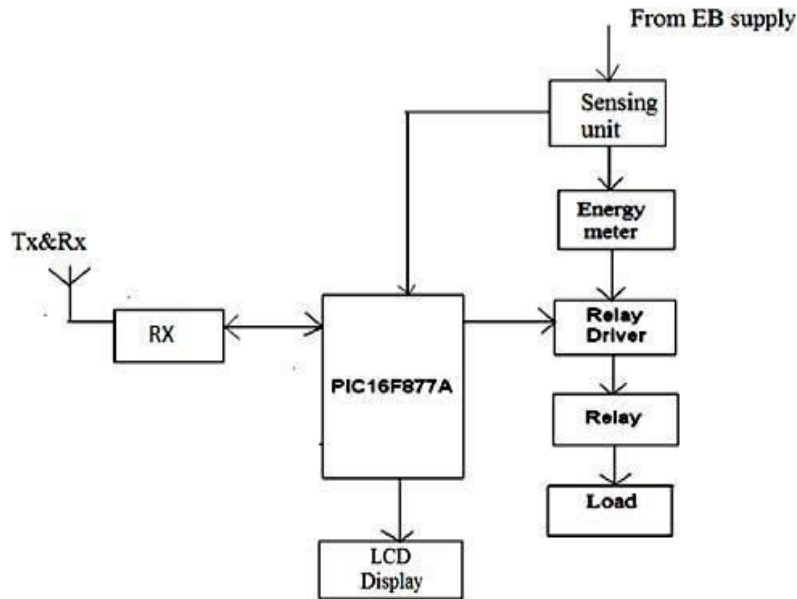 From EB supply
Sensing
unit
Energy
meter
Tx&Rx
RX
PIC16F877A
Relay
Driver
Relay
Load
LCD
Display